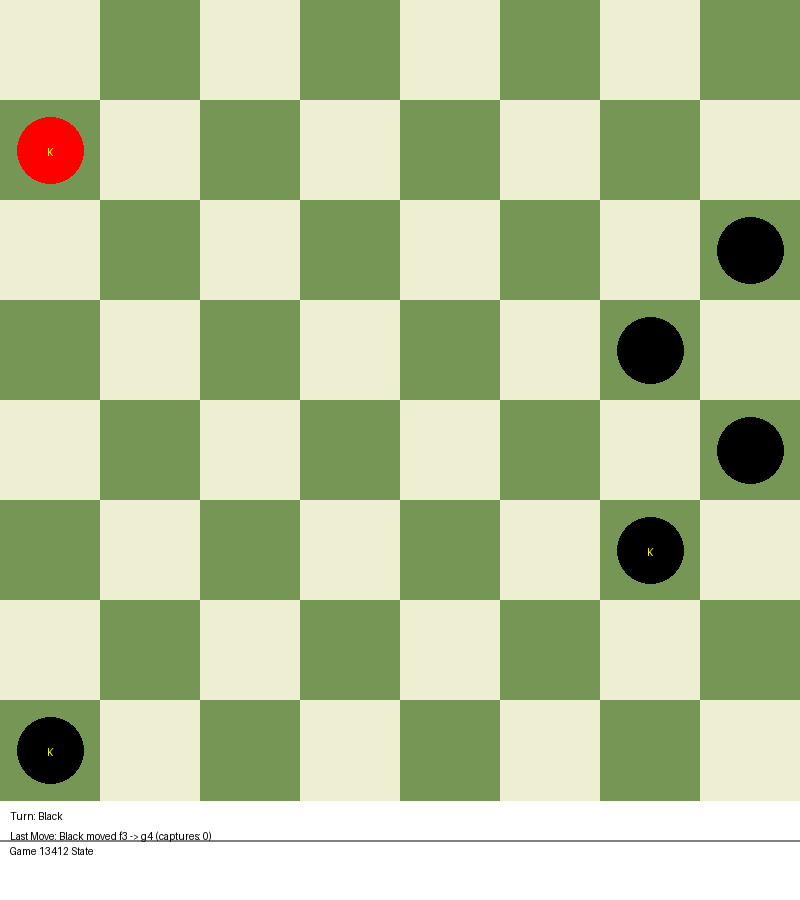 K
K
K
Turn: Black
Last Move: Black moved f3 -> g4 (captures: 0)
Game 13412 State